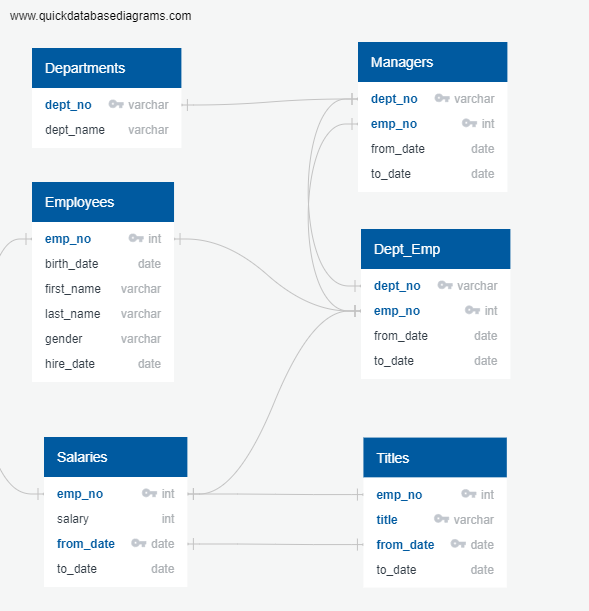 www.quickdatabasediagrams.com
Departments
dept_no varchar
dept_name varchar
Managers
dept_no varchar
emp_no int
from_date date
to_date date
Employees
emp_no int
birth_date date
first_name varchar
last_name varchar
gender varchar
hire_date date
Dept_Emp
dept_no varchar
emp_no int
from_date date
to_date date
Salaries
emp_no int
salary int
from_date date
to_date date
Titles
emp_no int
title varchar
from_date date
to_date date